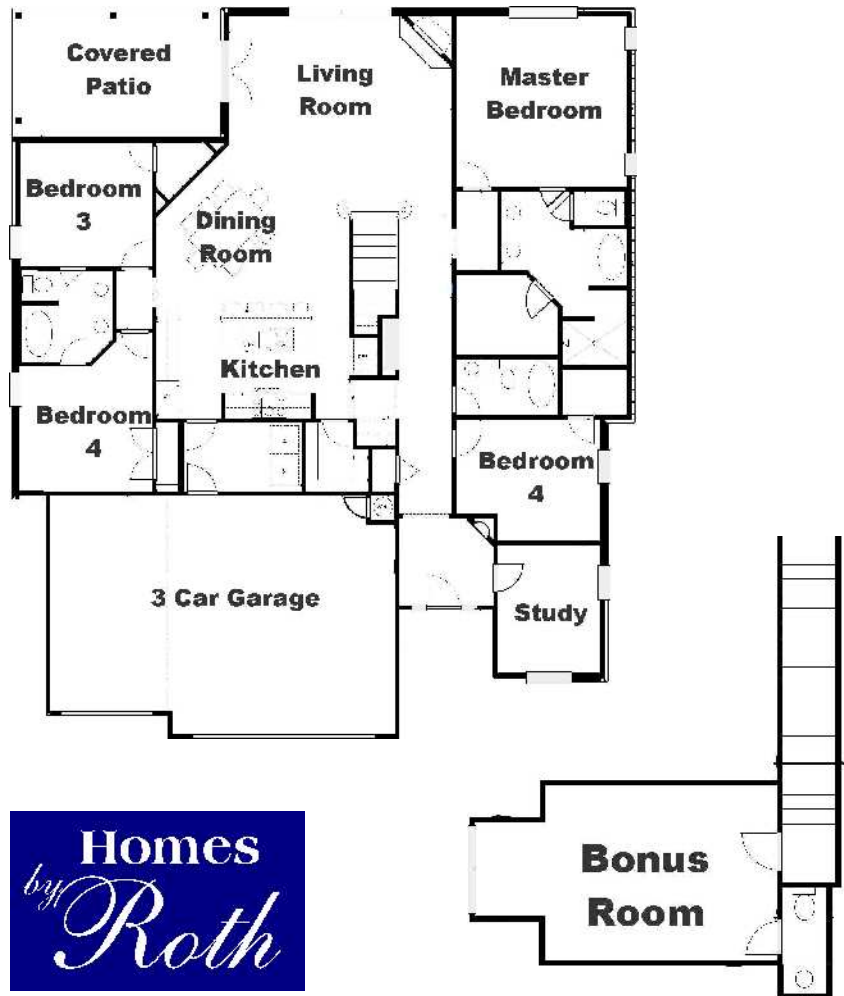 Covered
Patio
Living
Room
Master
Bedroom
Bedroom
3
Dining
Room
Kitchen
Bedroom
4
Bedroom
4
3 Car Garage
Study
Bonus
Room
Homes
by
Roth